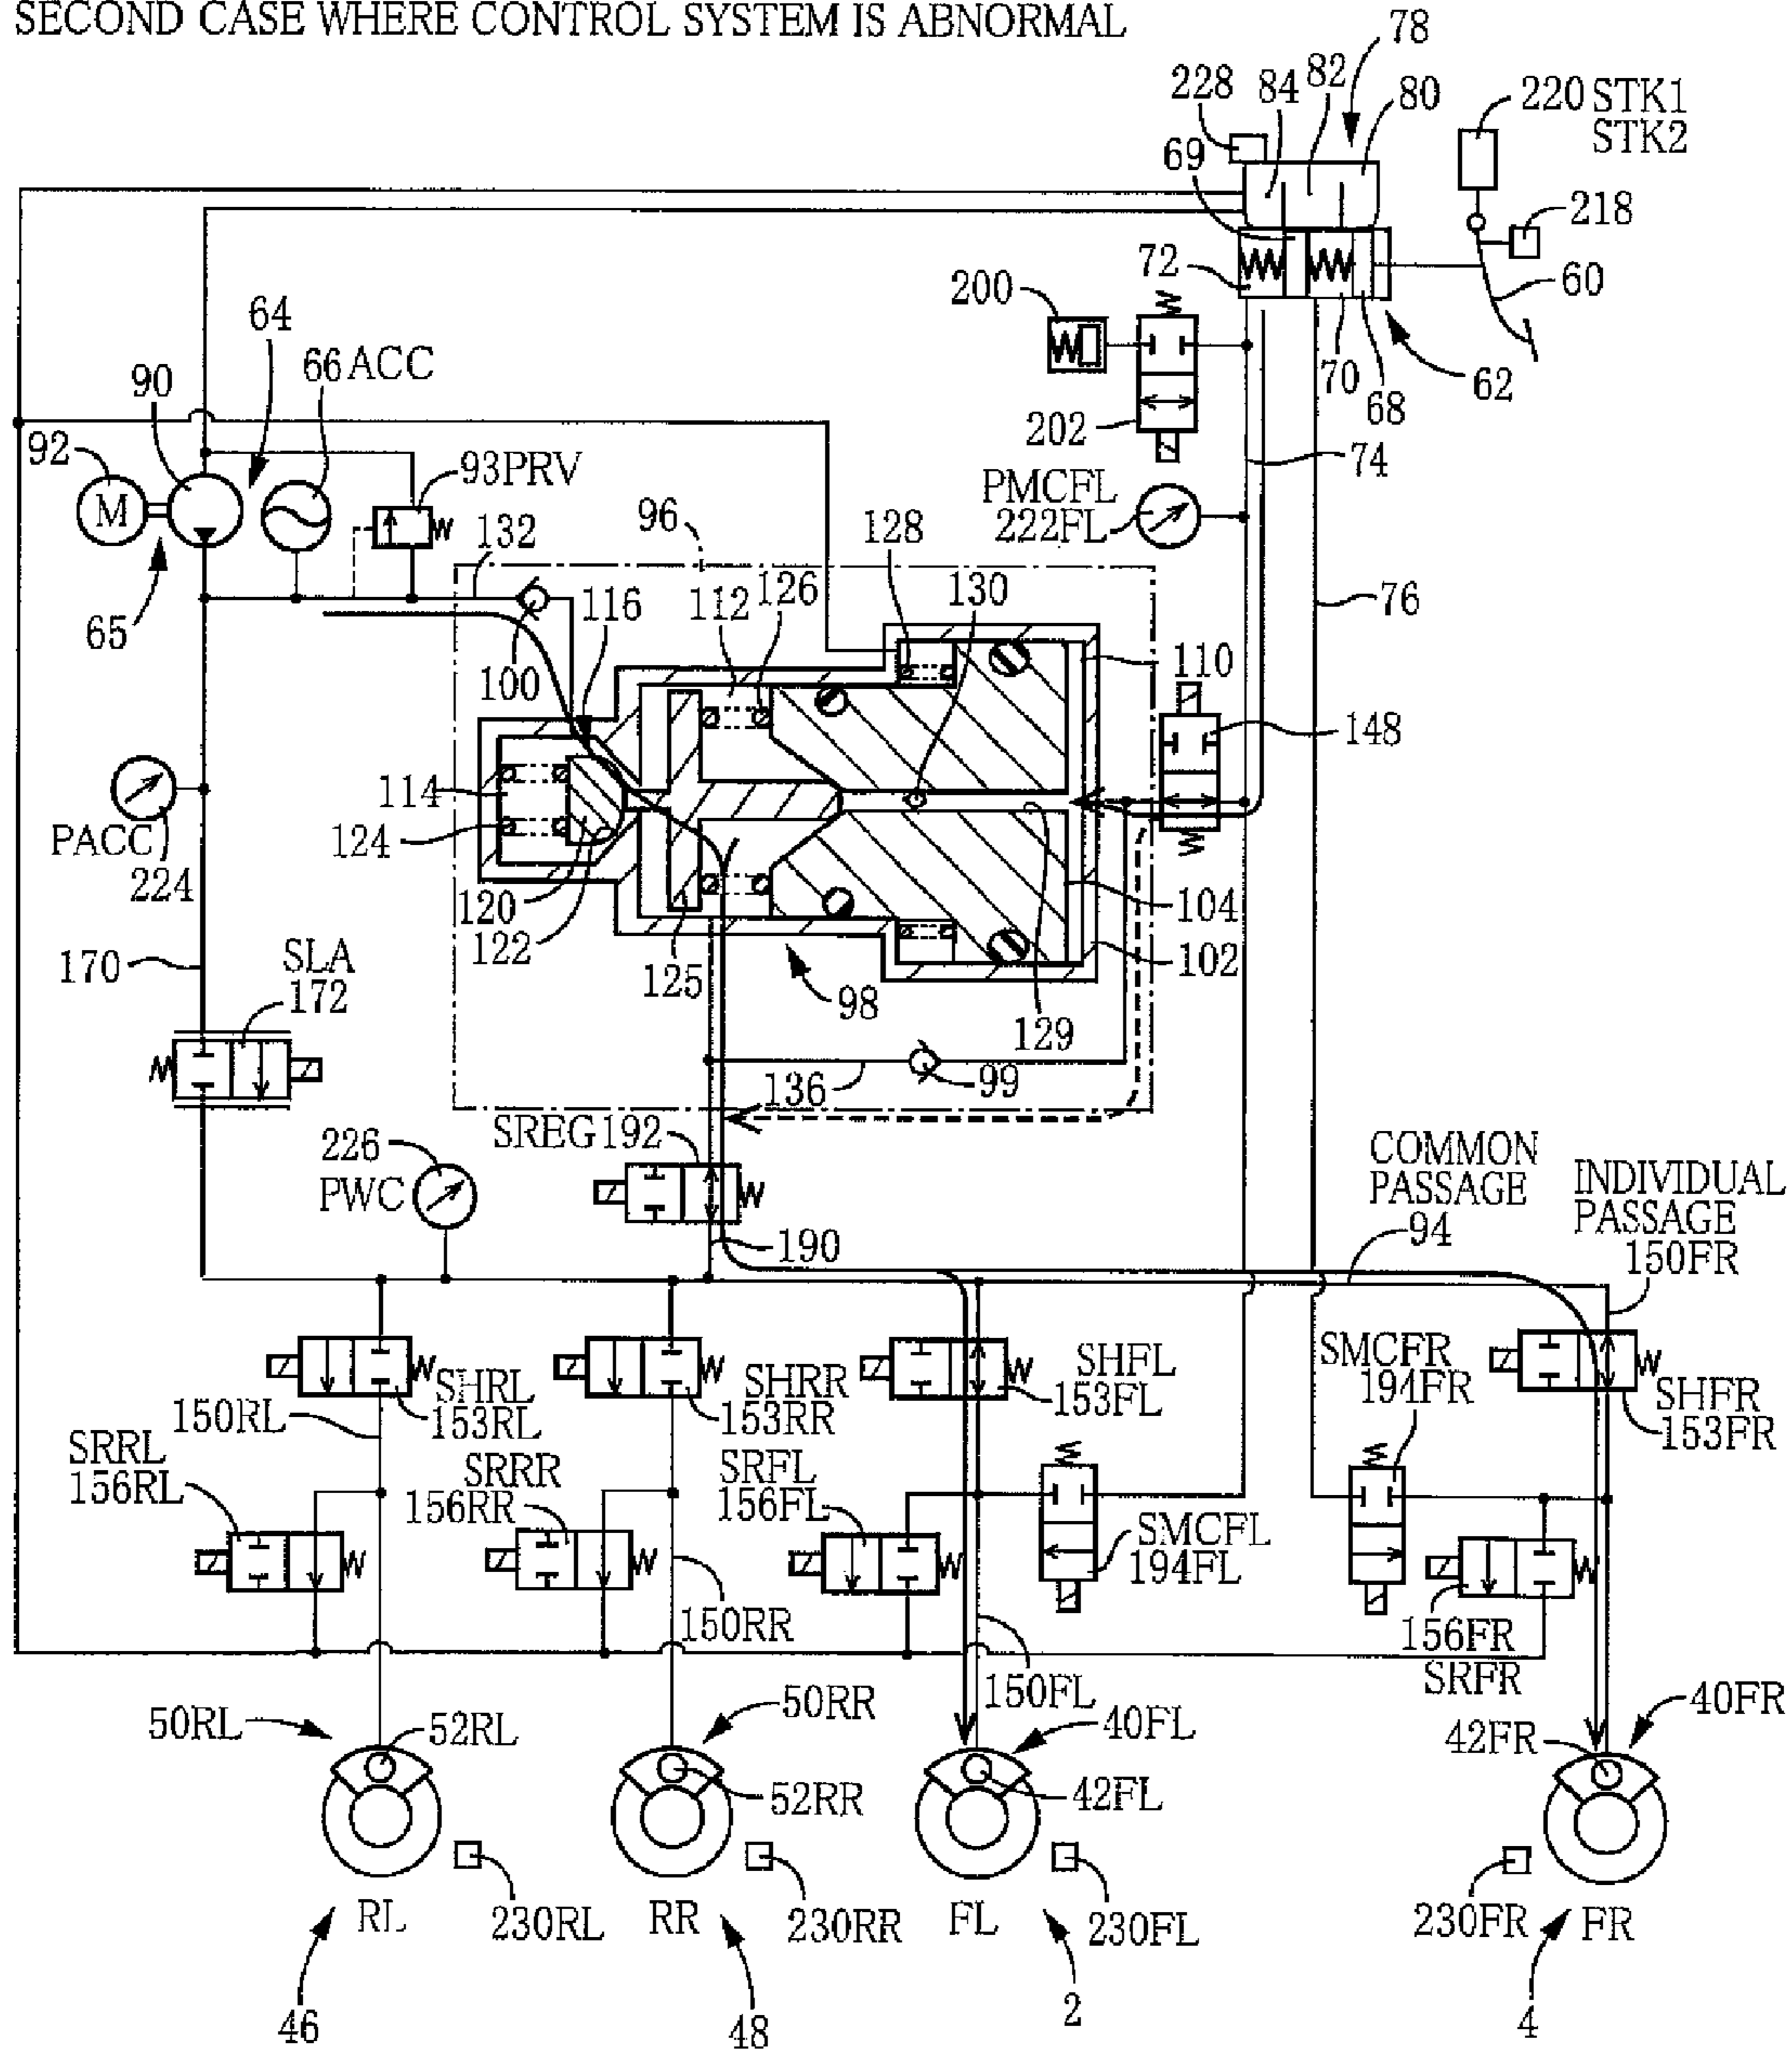 SECOND CASE WHERE CONTROL SYSTEM IS ABNORMAL
78
228
84
82
80
220 STK1
STK2
69
218
72
60
200
64
70
68
62
90
66ACC
202
92
M
93PRV
74
PMCFL
222FL
96
132
128
116
112
126
130
76
65
100
110
148
114
PACC
124
224
120
122
104
102
170
SLA
172
125
98
129
136
99
SREG192
226
PWC
COMMON
PASSAGE
94
INDIVIDUAL
PASSAGE
150FR
190
SHRL
153RL
SHRR
153RR
SHFL
153FL
SMCFR
194FR
SHFR
153FR
150RL
SRRL
156RL
SRRR
156RR
SRFL
156FL
SMCFL
194FL
150RR
156FR
SRFR
150FL
50RL
52RL
50RR
40FL
40FR
42FR
52RR
42FL
RL
230RL
RR
230RR
FL
230FL
230FR
FR
46
48
2
4